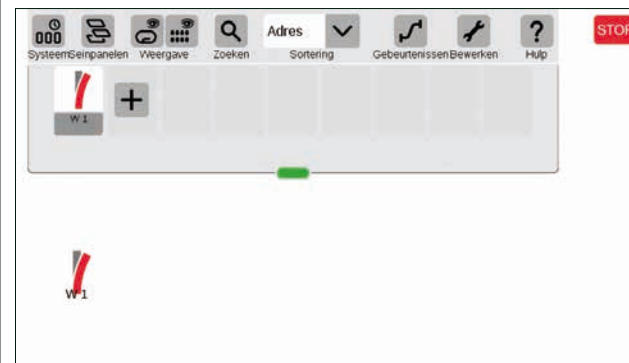 Adres
STOP
Systeem Seinpanelen Weergave Zoeken Sortering Gebeurtenissen Bewerken Hulp
W 1
W 1